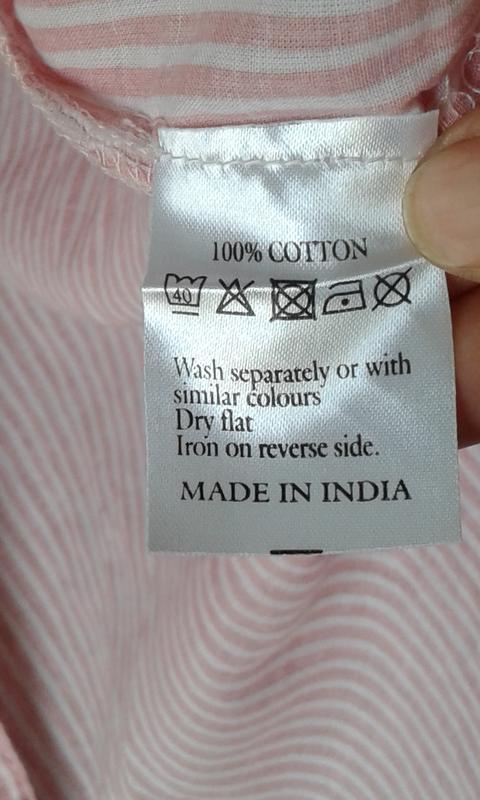 100% COTTON
40
Wash separately or with
similar colours
Dry flat
Iron on reverse side.
MADE IN INDIA